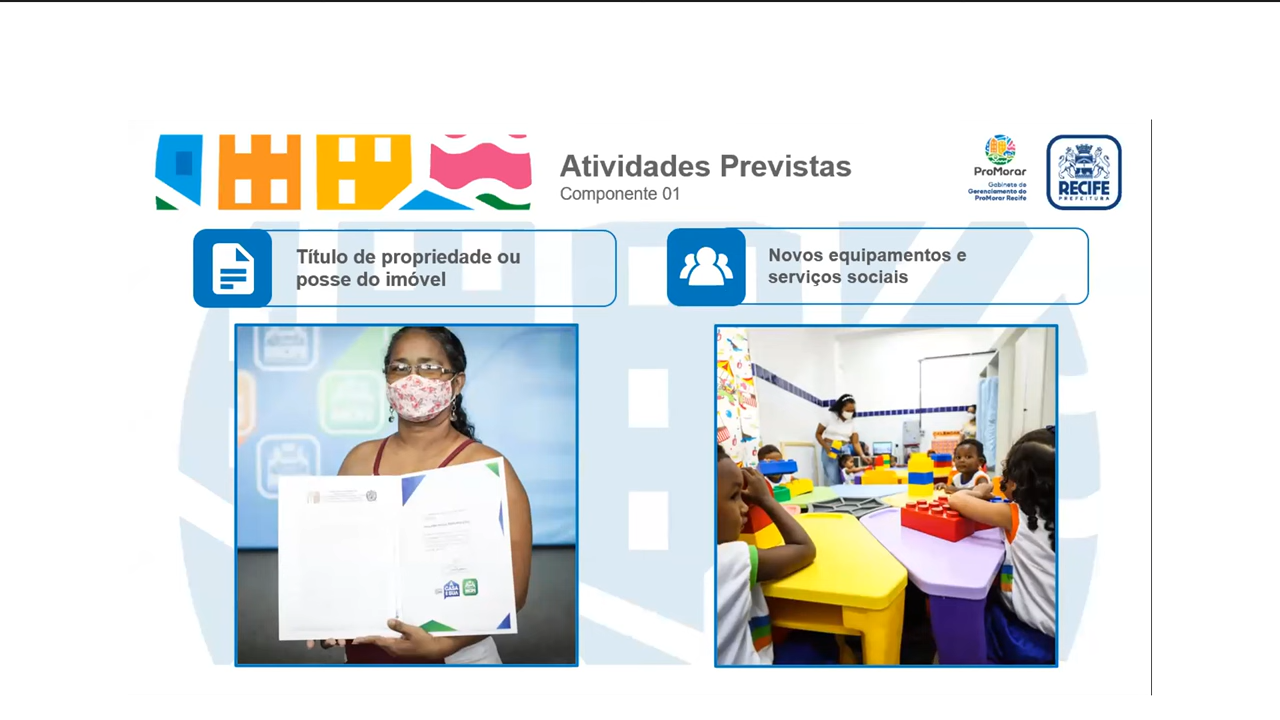 Atividades Previstas
Componente 01
ProMorar
Gabinete de
Gerenciamento do
ProMorar Recife
RECIFE
PREFEITURA
Título de propriedade ou
posse do imóvel
Novos equipamentos e
serviços sociais